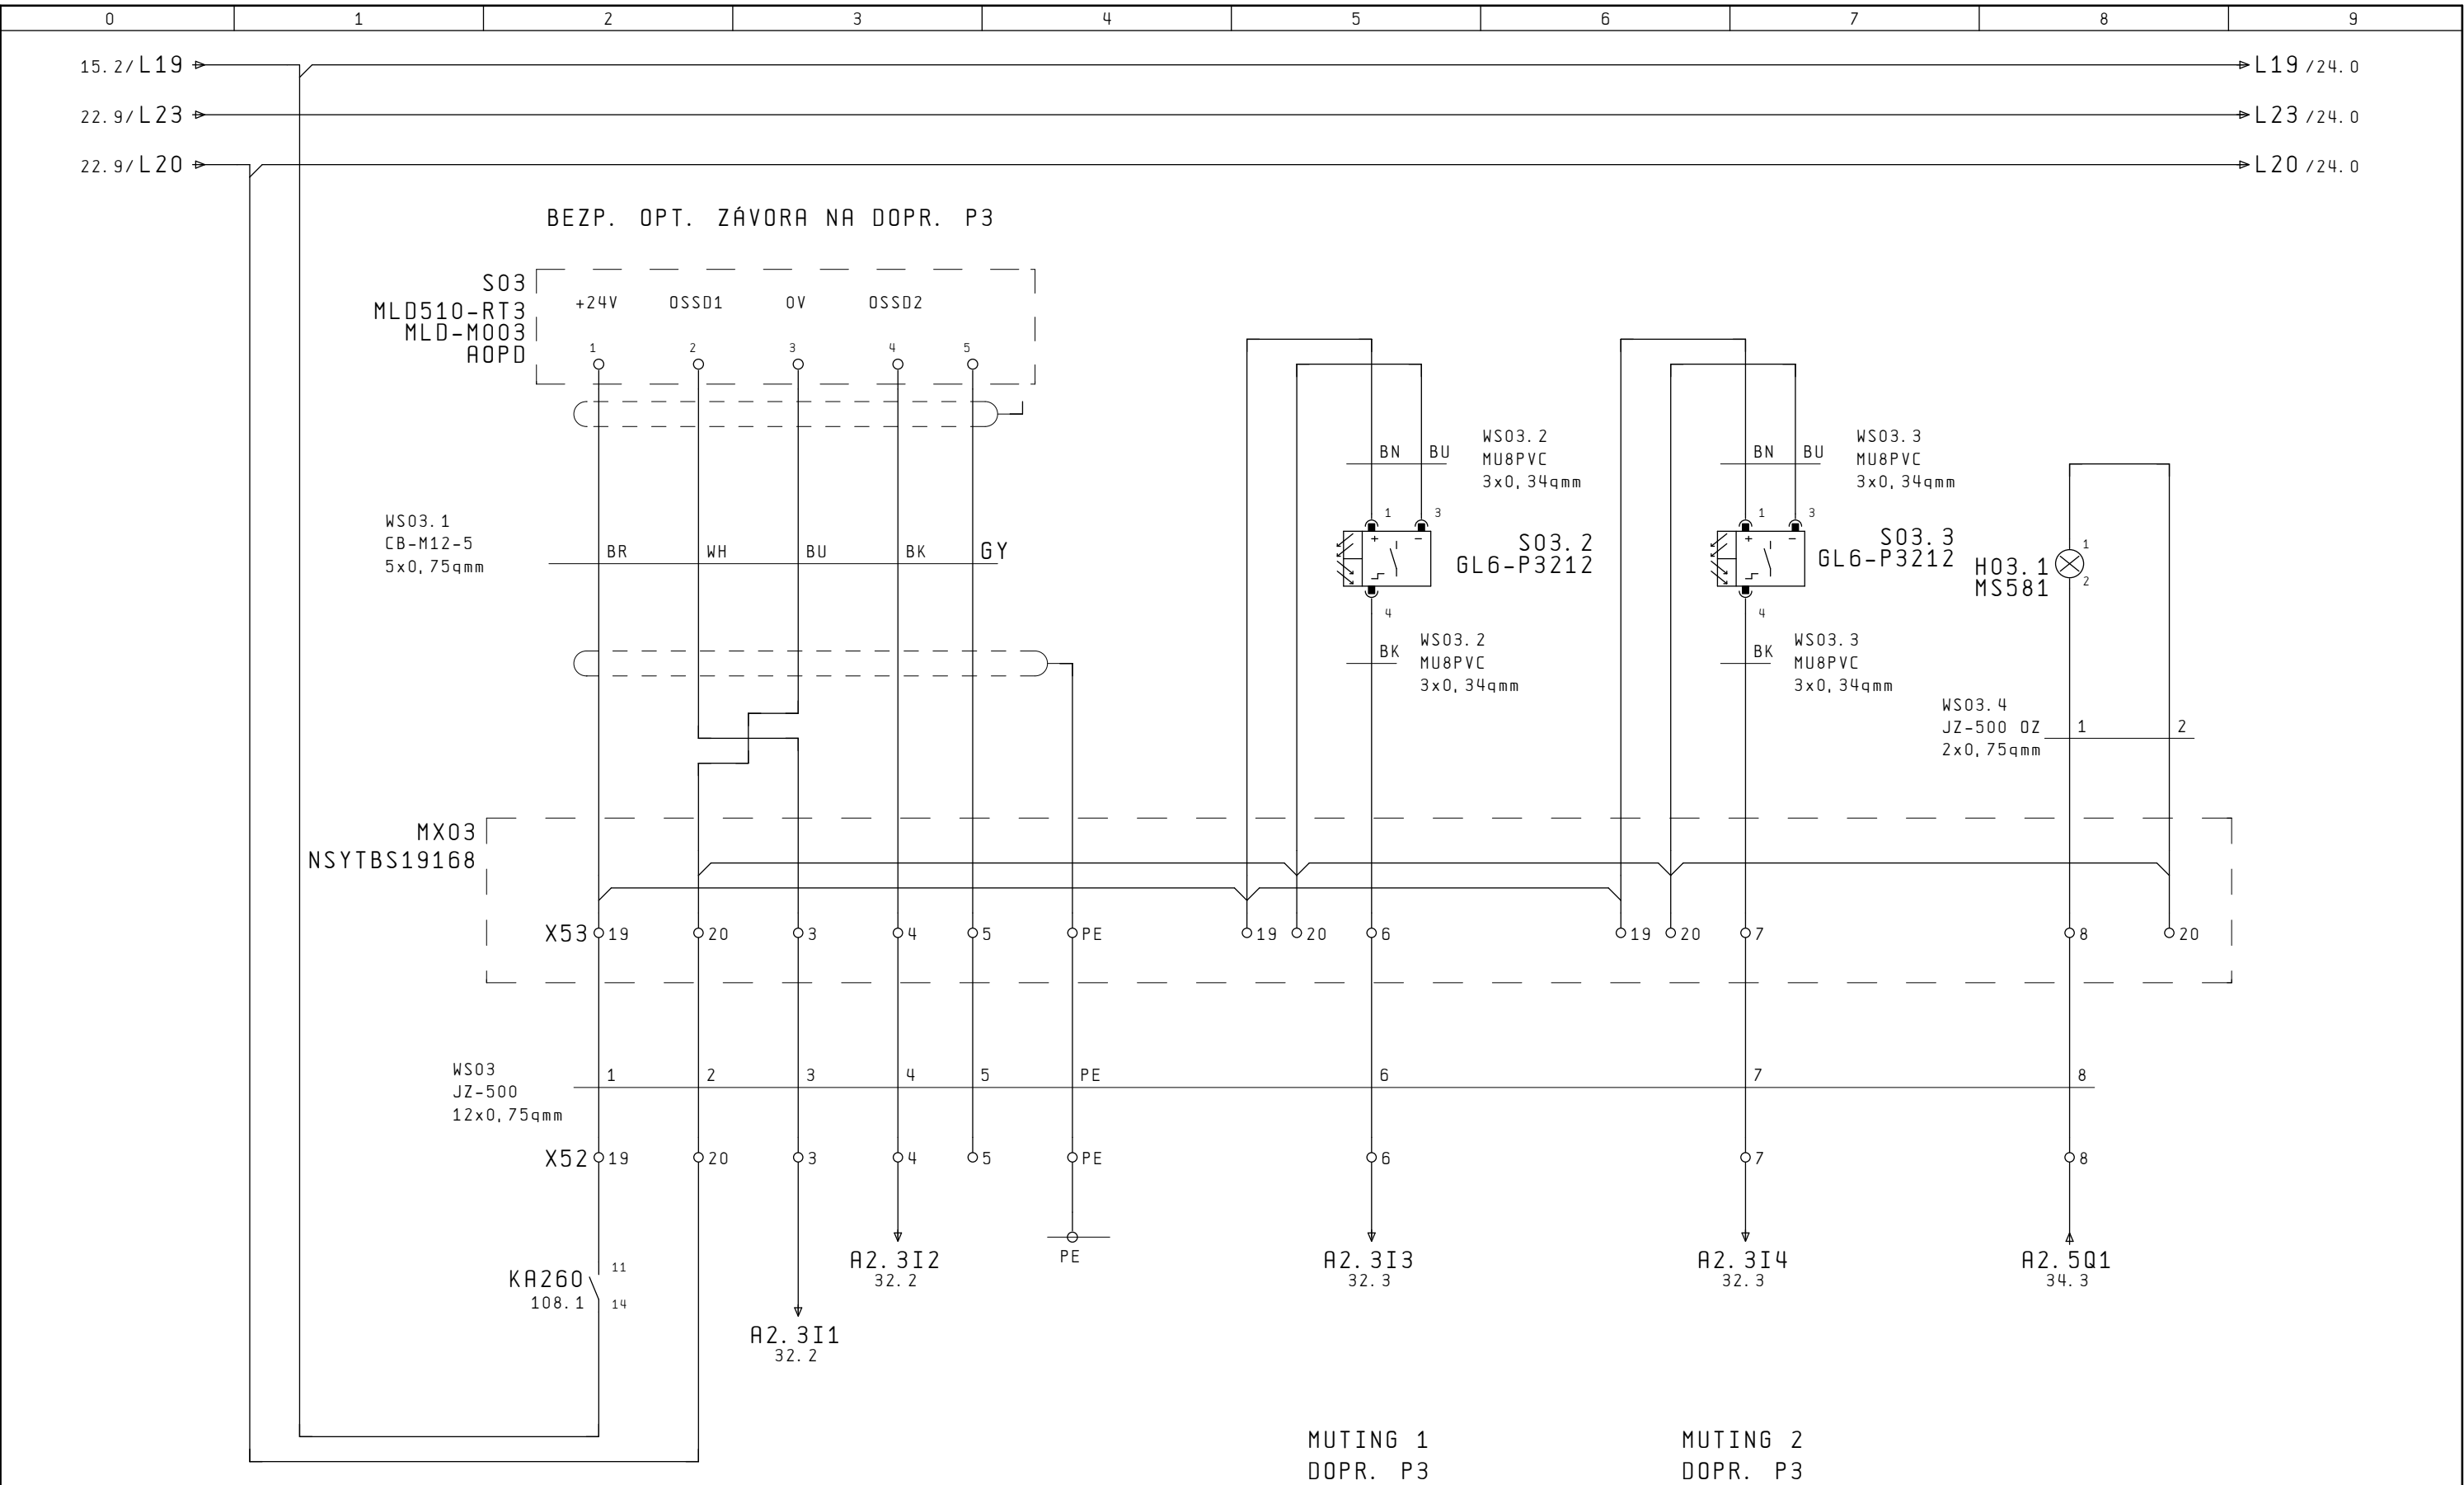 0 1 2 3 4 5 6 7 8 9
15.2/L19 L19/24.0
22.9/L23 L23/24.0
22.9/L20 L20/24.0
BEZP. OPT. ZÁVORA NA DOPR. P3
S03
MLD510-RT3
MLD-M003
AOPD
+24V OSSD1 0V OSSD2
1 2 3 4 5
WS03.1
CB-M12-5
5x0,75qmm
BR WH BU BK GY
WS03.2
MU8PVC
3x0,34qmm
BN BU
1 3
S03.2
GL6-P3212
4
BK
WS03.2
MU8PVC
3x0,34qmm
WS03.3
MU8PVC
3x0,34qmm
BN BU
1 3
S03.3
GL6-P3212
4
BK
WS03.3
MU8PVC
3x0,34qmm
H03.1
MS581
1
2
WS03.4
JZ-500 OZ
2x0,75qmm
1 2
MX03
NSYTBS19168
X53 19 20 3 4 5 PE 19 20 6 19 20 7 8 20
WS03
JZ-500
12x0,75qmm
1 2 3 4 5 PE 6 7 8
X52 19 20 3 4 5 PE 6 7 8
KA260
108.1
11
14
A2.3I1
32.2
A2.3I2
32.2
PE
A2.3I3
32.3
A2.3I4
32.3
A2.5Q1
34.3
MUTING 1
DOPR. P3
MUTING 2
DOPR. P3